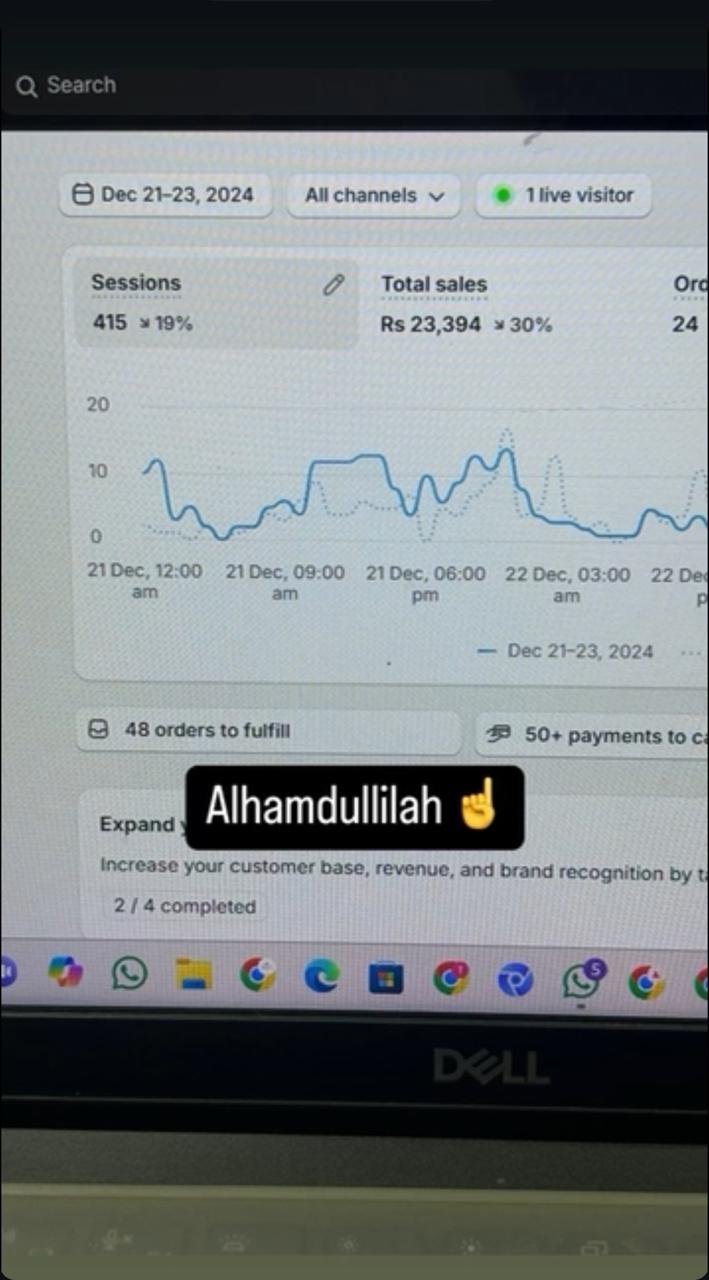 Search
Dec 21–23, 2024
All channels
1 live visitor
Sessions
Total sales
Ord
415 ↘ 19%
Rs 23,394 ↘ 30%
24
20
10
0
21 Dec, 12:00 am
21 Dec, 09:00 am
21 Dec, 06:00 pm
22 Dec, 03:00 am
22 Dec
p
Dec 21–23, 2024
48 orders to fulfill
50+ payments to ca
Alhamdullilah ☝️
Expand
Increase your customer base, revenue, and brand recognition by ta
2 / 4 completed
5
DELL